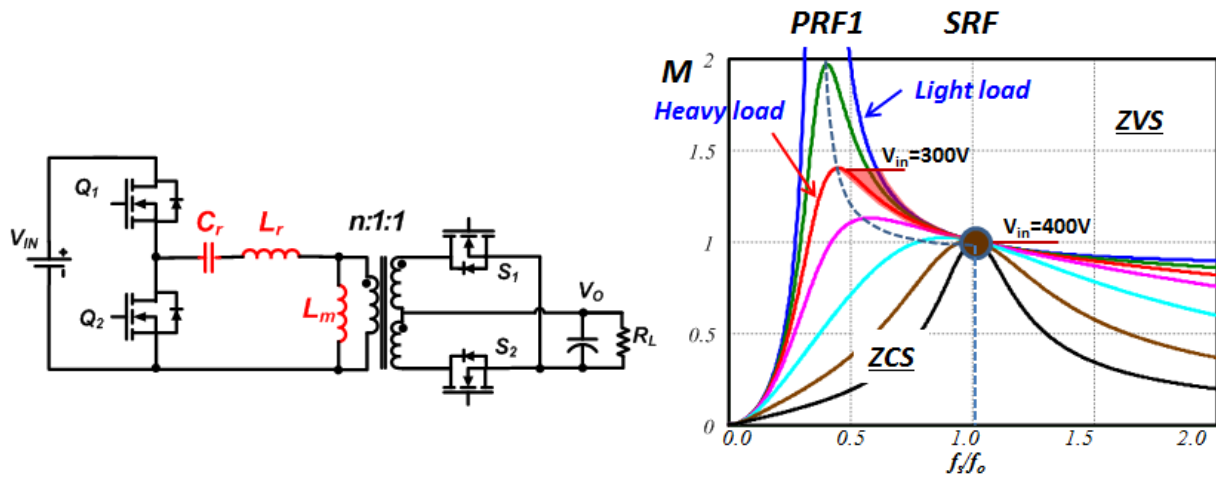 Q1
Cr
Lr
n:1:1
VIN
S1
Lm
VO
Q2
S2
RL
PRF1
SRF
M
2
Light load
Heavy load
ZVS
Vin=300V
1.5
Vin=400V
1
0.5
ZCS
0
0.0
0.5
1.0
1.5
2.0
fs/fo